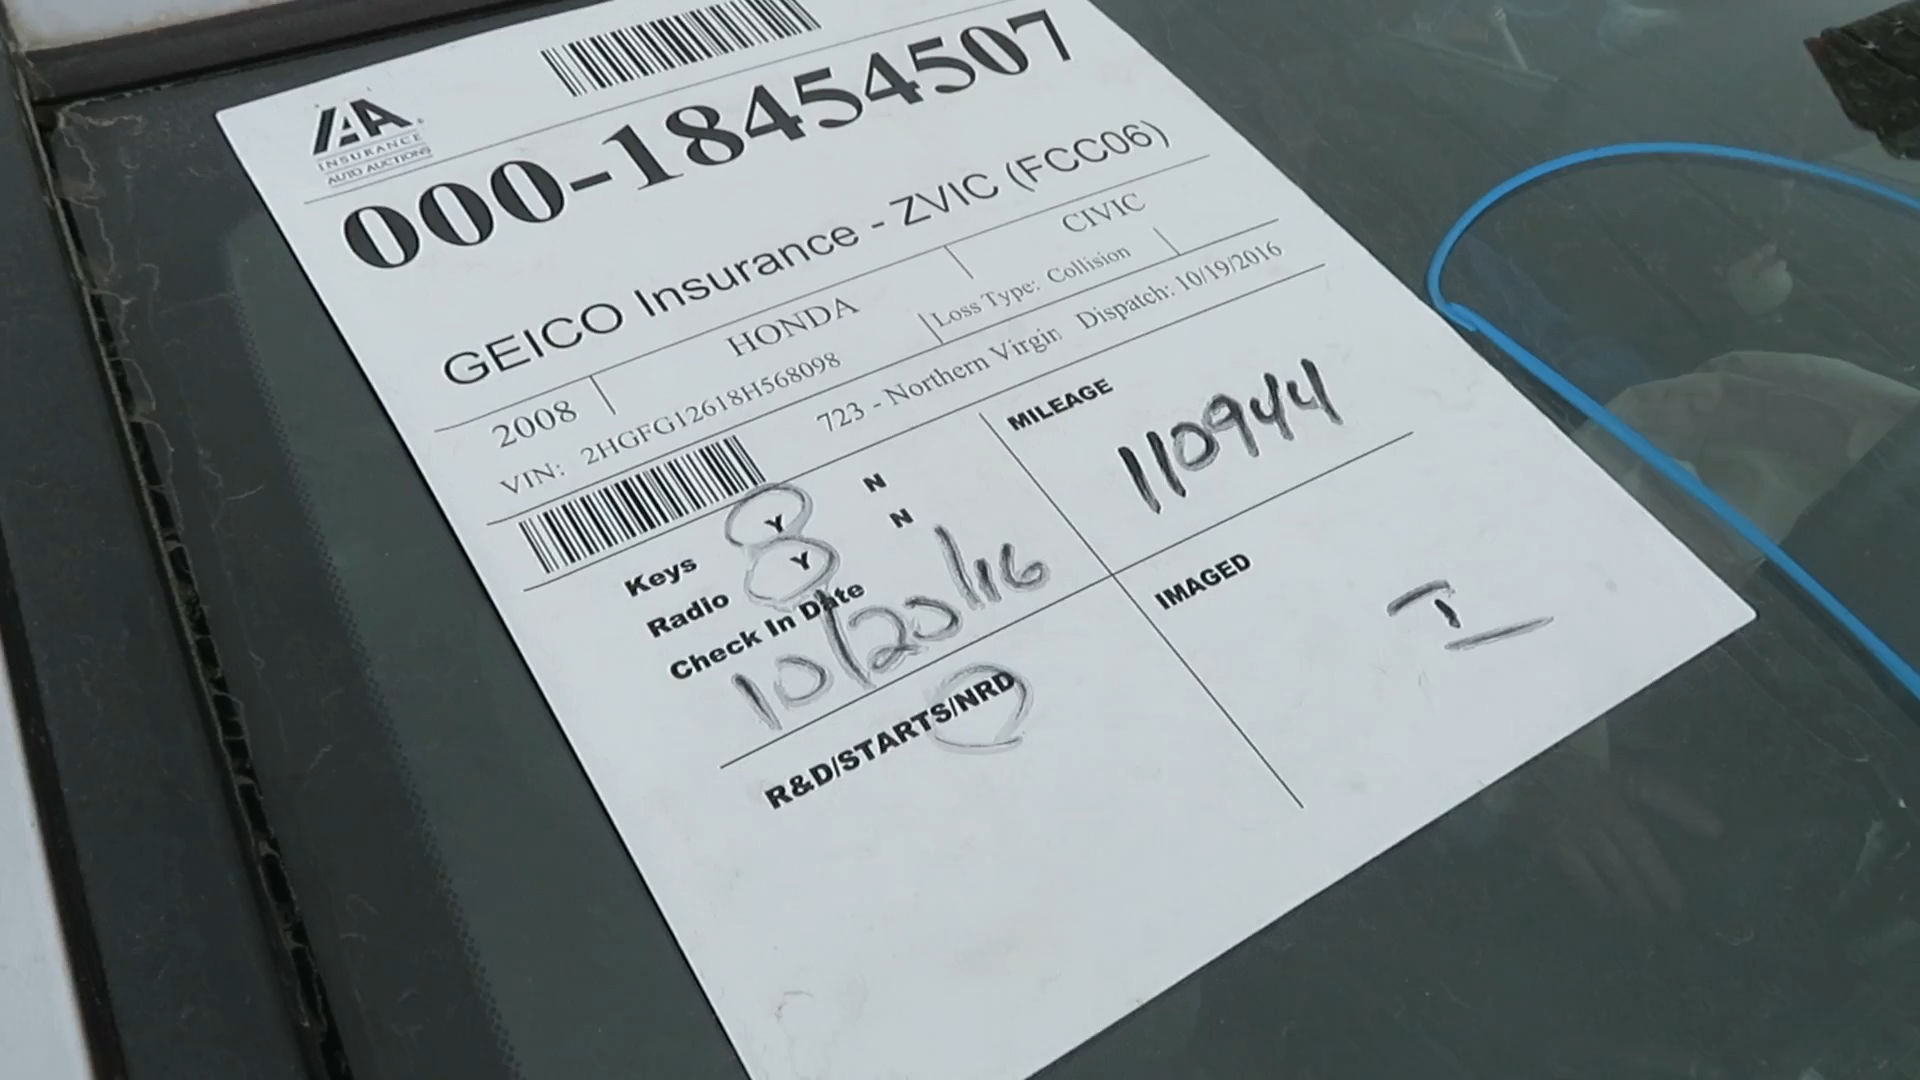 IAA
INSURANCE
AUTO AUCTIONS
000-18454507
GEICO Insurance - ZVIC (FCC06)
2008 HONDA CIVIC
VIN: 2HGFG12618H568098 Loss Type: Collision
723 - Northern Virgin Dispatch: 10/19/2016
Keys Y N
Radio Y N
Check In Date
10/20/16
MILEAGE
110944
R&D/STARTS/NRD
IMAGED